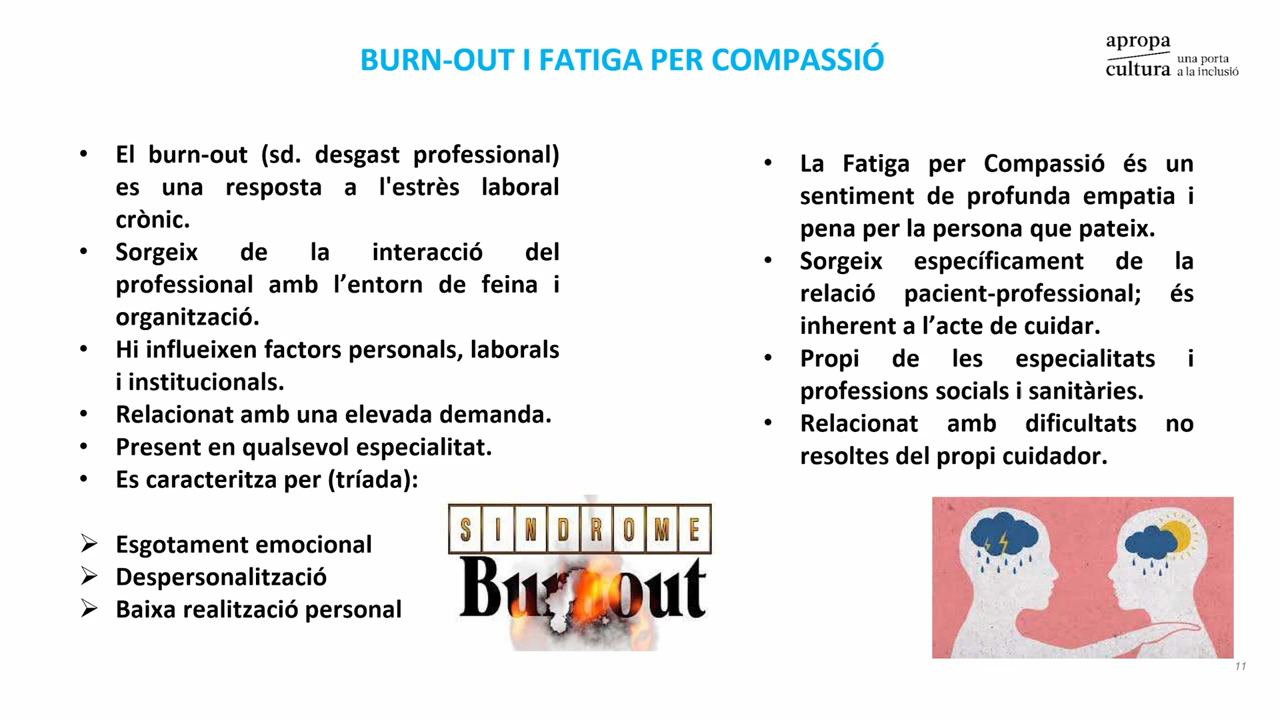 BURN-OUT I FATIGA PER COMPASSIÓ
apropa
cultura una porta
a la inclusió
• El burn-out (sd. desgast professional)
es una resposta a l'estrès laboral
crònic.
• Sorgeix de la interacció del
professional amb l’entorn de feina i
organització.
• Hi influeixen factors personals, laborals
i institucionals.
• Relacionat amb una elevada demanda.
• Present en qualsevol especialitat.
• Es caracteritza per (tríada):
➢ Esgotament emocional
➢ Despersonalització
➢ Baixa realització personal
SINDROME
Burnout
• La Fatiga per Compassió és un
sentiment de profunda empatia i
pena per la persona que pateix.
• Sorgeix específicament de la
relació pacient-professional; és
inherent a l’acte de cuidar.
• Propi de les especialitats i
professions socials i sanitàries.
• Relacionat amb dificultats no
resoltes del propi cuidador.
11